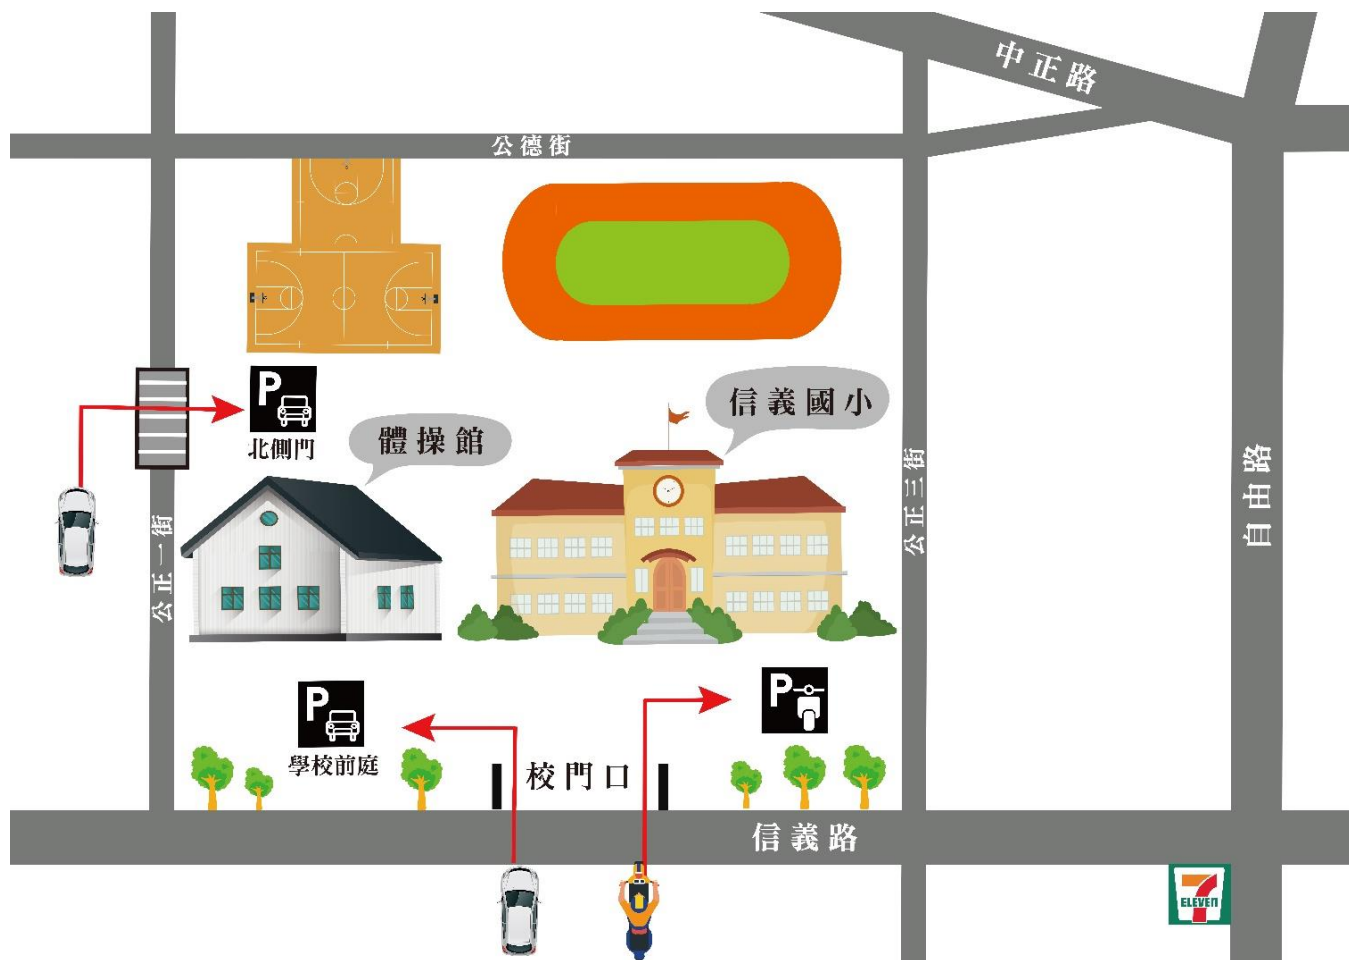 中正路
公德街
P
北側門
體操館
信義國小
公正一街
公正三街
自由路
P
學校前庭
校門口
P
信義路
7
ELEVEn